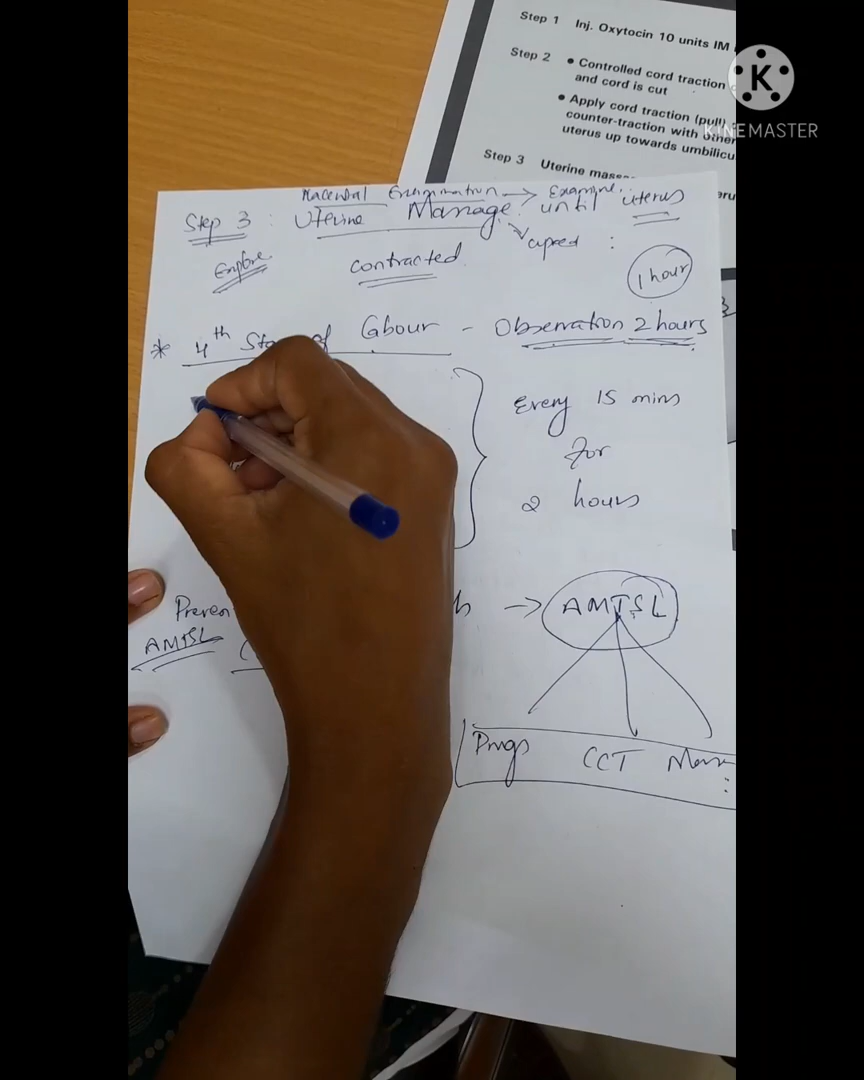 Step 1 Inj. Oxytocin 10 units IM
Step 2 • Controlled cord traction
and cord is cut
• Apply cord traction (pull)
counter-traction with other
uterus up towards umbilicu
Step 3 Uterine mass
K
KINEMASTER
Placental Examination → Examine
Step 3 : Uterine Massage until uterus
Explore contracted :
1 hour
* 4th Stage of Labour - Observation 2 hours
Every 15 mins
for
2 hours
Preven → AMTSL
AMTSL
Drugs CCT Mass